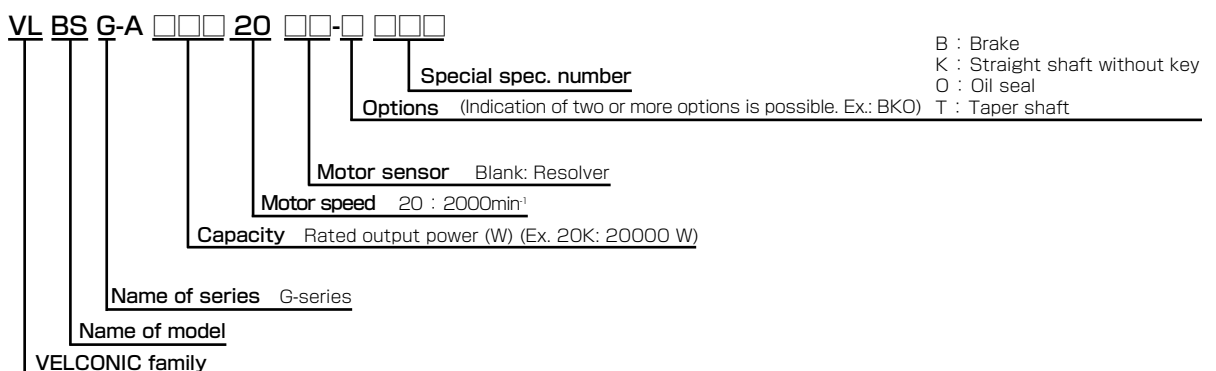 VL BS G-A □□□ 20 □□-□ □□□
B : Brake
K : Straight shaft without key
O : Oil seal
T : Taper shaft
Special spec. number
Options (Indication of two or more options is possible. Ex.: BKO)
Motor sensor Blank: Resolver
Motor speed 20 : 2000min⁻¹
Capacity Rated output power (W) (Ex. 20K: 20000 W)
Name of series G-series
Name of model
VELCONIC family